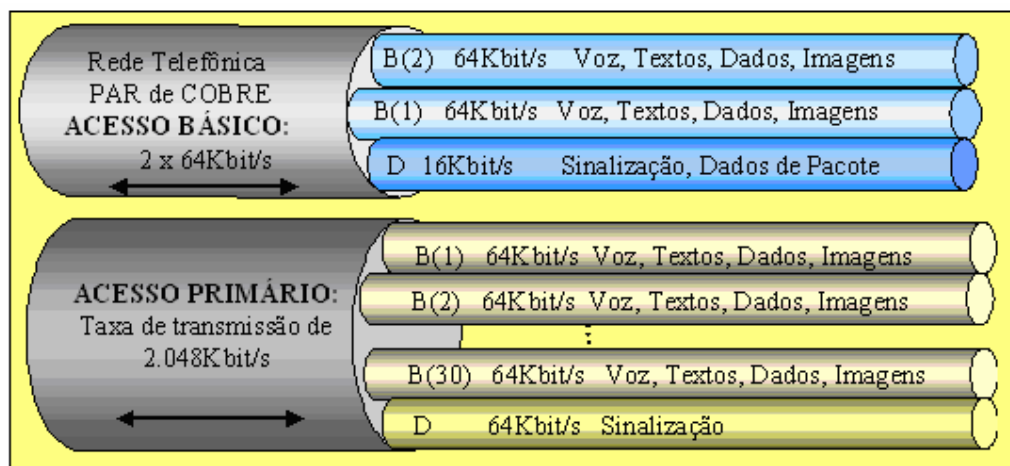 Rede Telefônica
PAR de COBRE
ACESSO BÁSICO:
2 x 64Kbit/s
B(2) 64Kbit/s Voz, Textos, Dados, Imagens
B(1) 64Kbit/s Voz, Textos, Dados, Imagens
D 16Kbit/s Sinalização, Dados de Pacote
ACESSO PRIMÁRIO:
Taxa de transmissão de
2.048Kbit/s
B(1) 64Kbit/s Voz, Textos, Dados, Imagens
B(2) 64Kbit/s Voz, Textos, Dados, Imagens
⋮
B(30) 64Kbit/s Voz, Textos, Dados, Imagens
D 64Kbit/s Sinalização